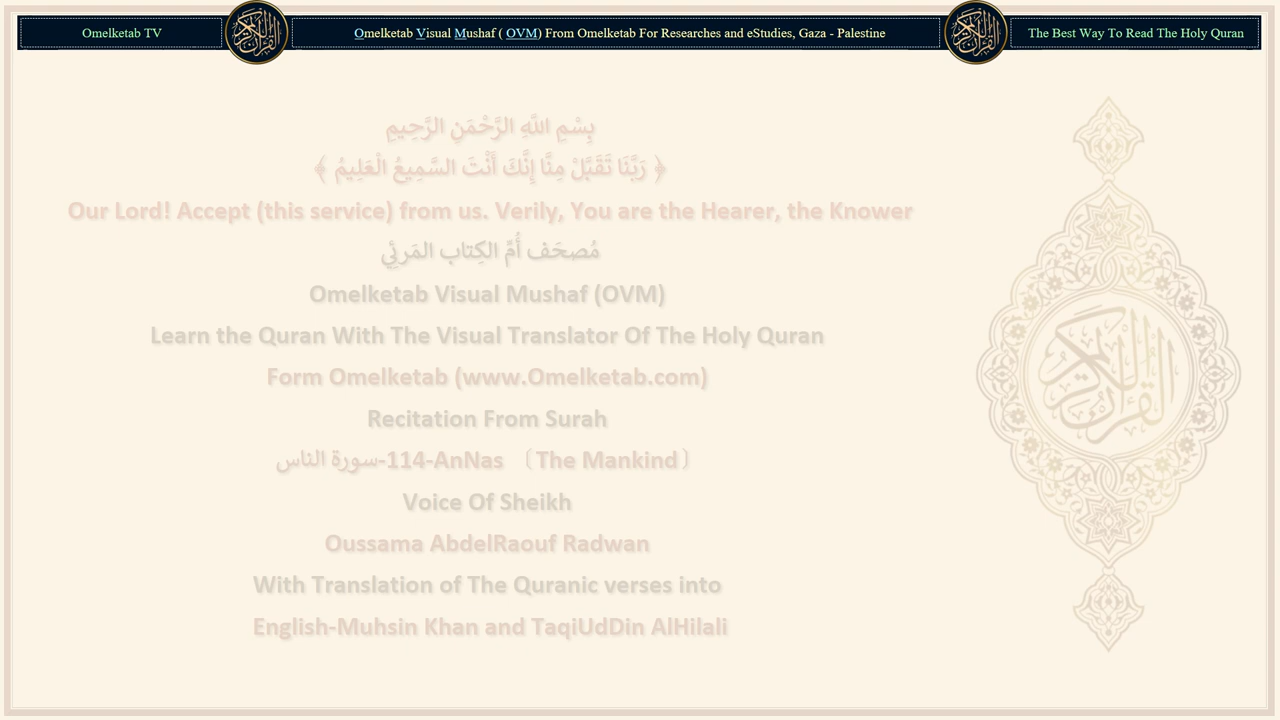 Omelketab TV
Omelketab Visual Mushaf ( OVM) From Omelketab For Researches and eStudies, Gaza - Palestine
The Best Way To Read The Holy Quran
بِسْمِ اللَّهِ الرَّحْمَنِ الرَّحِيمِ
﴿ رَبَّنَا تَقَبَّلْ مِنَّا إِنَّكَ أَنْتَ السَّمِيعُ الْعَلِيمُ ﴾
Our Lord! Accept (this service) from us. Verily, You are the Hearer, the Knower
مُصحَف أُمِّ الكِتاب المَرئِي
Omelketab Visual Mushaf (OVM)
Learn the Quran With The Visual Translator Of The Holy Quran
Form Omelketab (www.Omelketab.com)
Recitation From Surah
سورة الناس-114-AnNas 〔The Mankind〕
Voice Of Sheikh
Oussama AbdelRaouf Radwan
With Translation of The Quranic verses into
English-Muhsin Khan and TaqiUdDin AlHilali
القرآن الكريم